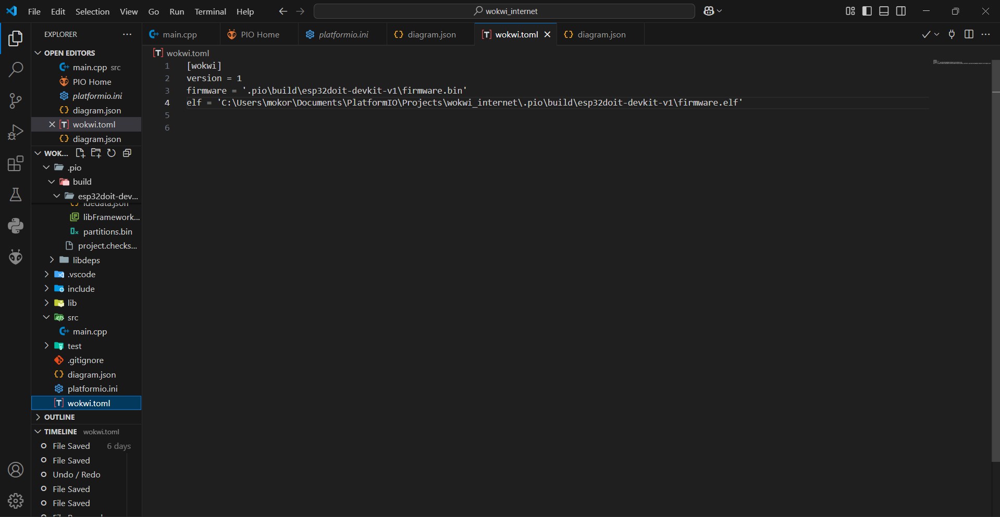 File Edit Selection View Go Run Terminal Help
wokwi_internet
EXPLORER
OPEN EDITORS
main.cpp src
PIO Home
platformio.ini
diagram.json
wokwi.toml
diagram.json
WOK...
.pio
build
esp32doit-dev...
idedata.json
libFramework...
partitions.bin
project.checks...
libdeps
.vscode
include
lib
src
main.cpp
test
.gitignore
diagram.json
platformio.ini
wokwi.toml
OUTLINE
TIMELINE wokwi.toml
File Saved 6 days
File Saved
Undo / Redo
File Saved
File Saved
main.cpp
PIO Home
platformio.ini
diagram.json
wokwi.toml
diagram.json
wokwi.toml
1 [wokwi]
2 version = 1
3 firmware = '.pio\build\esp32doit-devkit-v1\firmware.bin'
4 elf = 'C:\Users\mokor\Documents\PlatformIO\Projects\wokwi_internet\.pio\build\esp32doit-devkit-v1\firmware.elf'
5
6